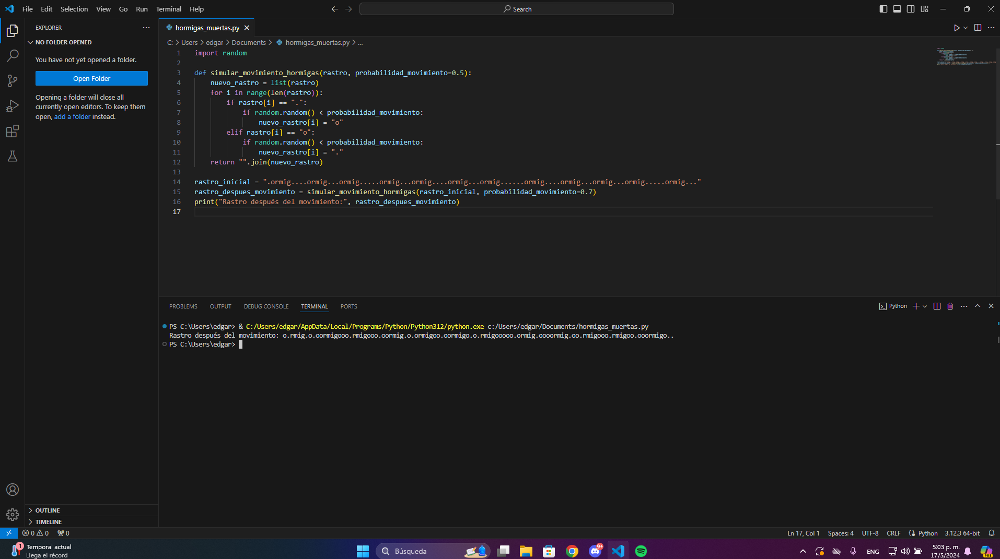 File Edit Selection View Go Run Terminal Help
Search
EXPLORER
NO FOLDER OPENED
You have not yet opened a folder.
Open Folder
Opening a folder will close all
currently open editors. To keep them
open, add a folder instead.
OUTLINE
TIMELINE
hormigas_muertas.py
C: > Users > edgar > Documents > hormigas_muertas.py > ...
1 import random
2
3 def simular_movimiento_hormigas(rastro, probabilidad_movimiento=0.5):
4 nuevo_rastro = list(rastro)
5 for i in range(len(rastro)):
6 if rastro[i] == ".":
7 if random.random() < probabilidad_movimiento:
8 nuevo_rastro[i] = "o"
9 elif rastro[i] == "o":
10 if random.random() < probabilidad_movimiento:
11 nuevo_rastro[i] = "."
12 return "".join(nuevo_rastro)
13
14 rastro_inicial = ".ormig....ormig...ormig.....ormig...ormig....ormig...ormig......ormig....ormig...ormig...ormig.....ormig..."
15 rastro_despues_movimiento = simular_movimiento_hormigas(rastro_inicial, probabilidad_movimiento=0.7)
16 print("Rastro después del movimiento:", rastro_despues_movimiento)
17
PROBLEMS OUTPUT DEBUG CONSOLE TERMINAL PORTS
Python
PS C:\Users\edgar> & C:/Users/edgar/AppData/Local/Programs/Python/Python312/python.exe c:/Users/edgar/Documents/hormigas_muertas.py
Rastro después del movimiento: o.rmig.o.oormigooo.rmigooo.oormig.o.ormigoo.oormigo.o.rmigooooo.ormig.oooormig.oo.rmigooo.rmigoo.ooormigo..
PS C:\Users\edgar>
0 0 0
Ln 17, Col 1 Spaces: 4 UTF-8 CRLF Python 3.12.3 64-bit
1
Temporal actual
Llega el récord
Búsqueda
9+
ENG
5:03 p. m.
17/5/2024
PRE